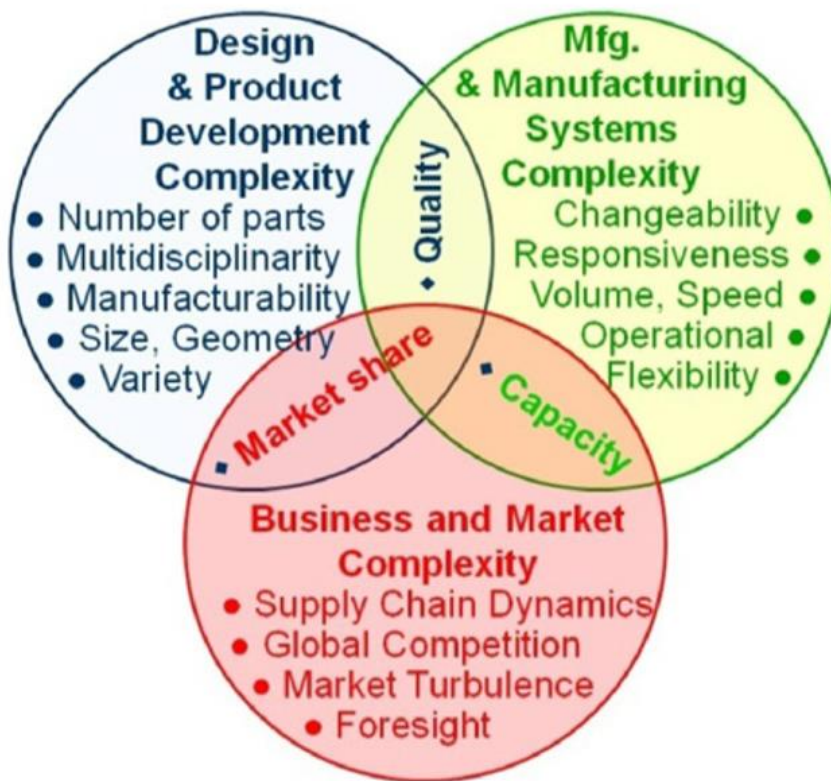 Design
& Product
Development
Complexity
• Number of parts
• Multidisciplinarity
• Manufacturability
• Size, Geometry
• Variety
Mfg.
& Manufacturing
Systems
Complexity
Changeability •
Responsiveness •
Volume, Speed •
Operational •
Flexibility •
Quality
Market share
Capacity
Business and Market
Complexity
• Supply Chain Dynamics
• Global Competition
• Market Turbulence
• Foresight